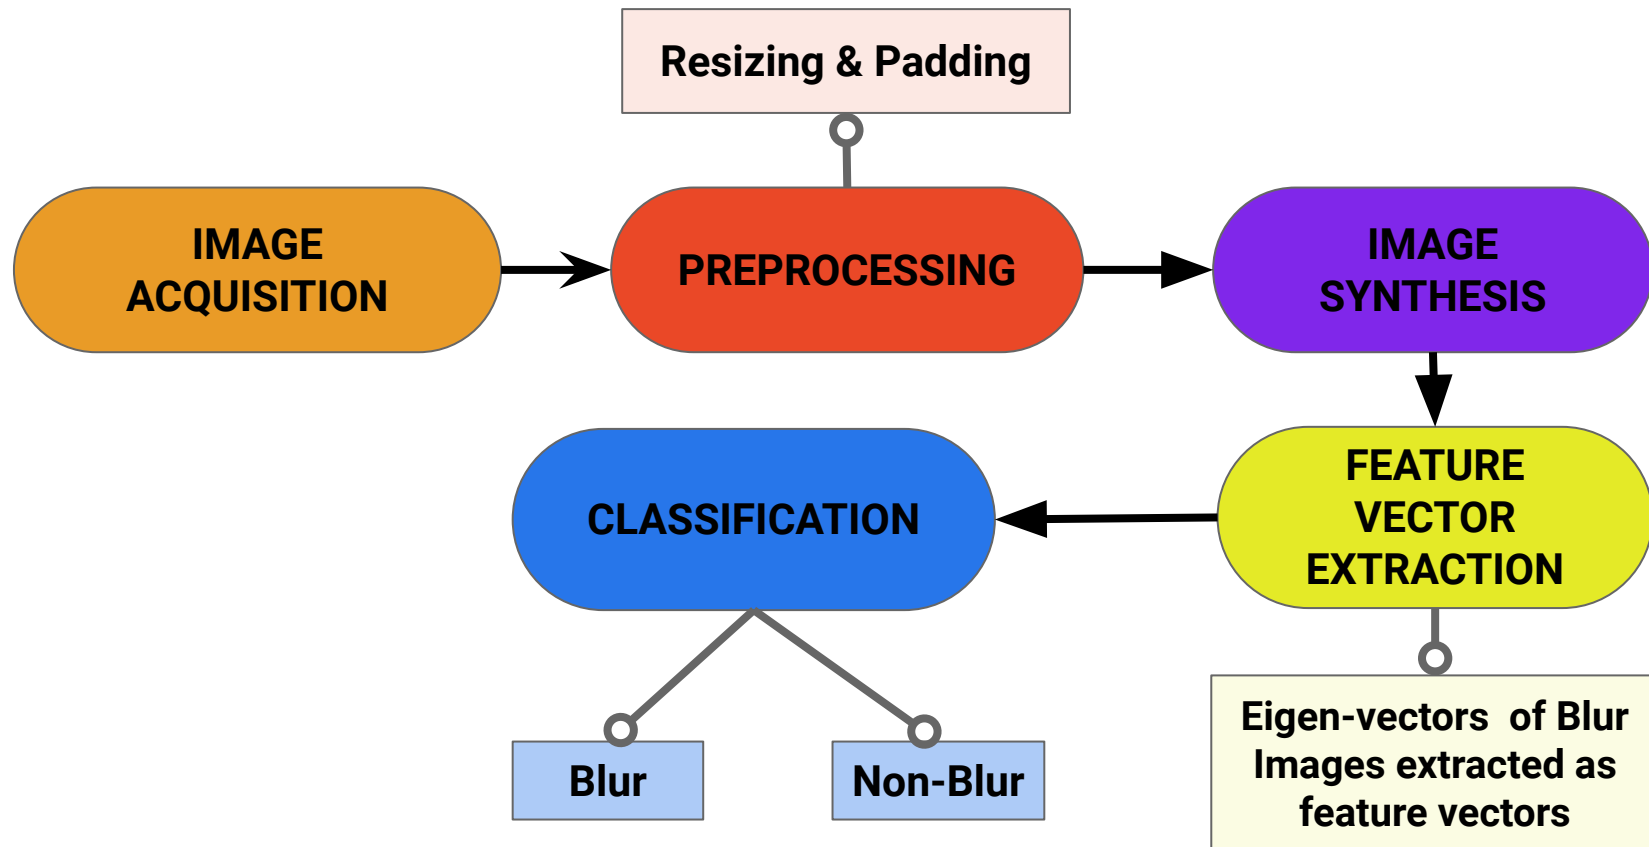 Resizing & Padding
IMAGE
ACQUISITION
PREPROCESSING
IMAGE
SYNTHESIS
FEATURE
VECTOR
EXTRACTION
CLASSIFICATION
Blur
Non-Blur
Eigen-vectors  of Blur
Images extracted as
feature vectors